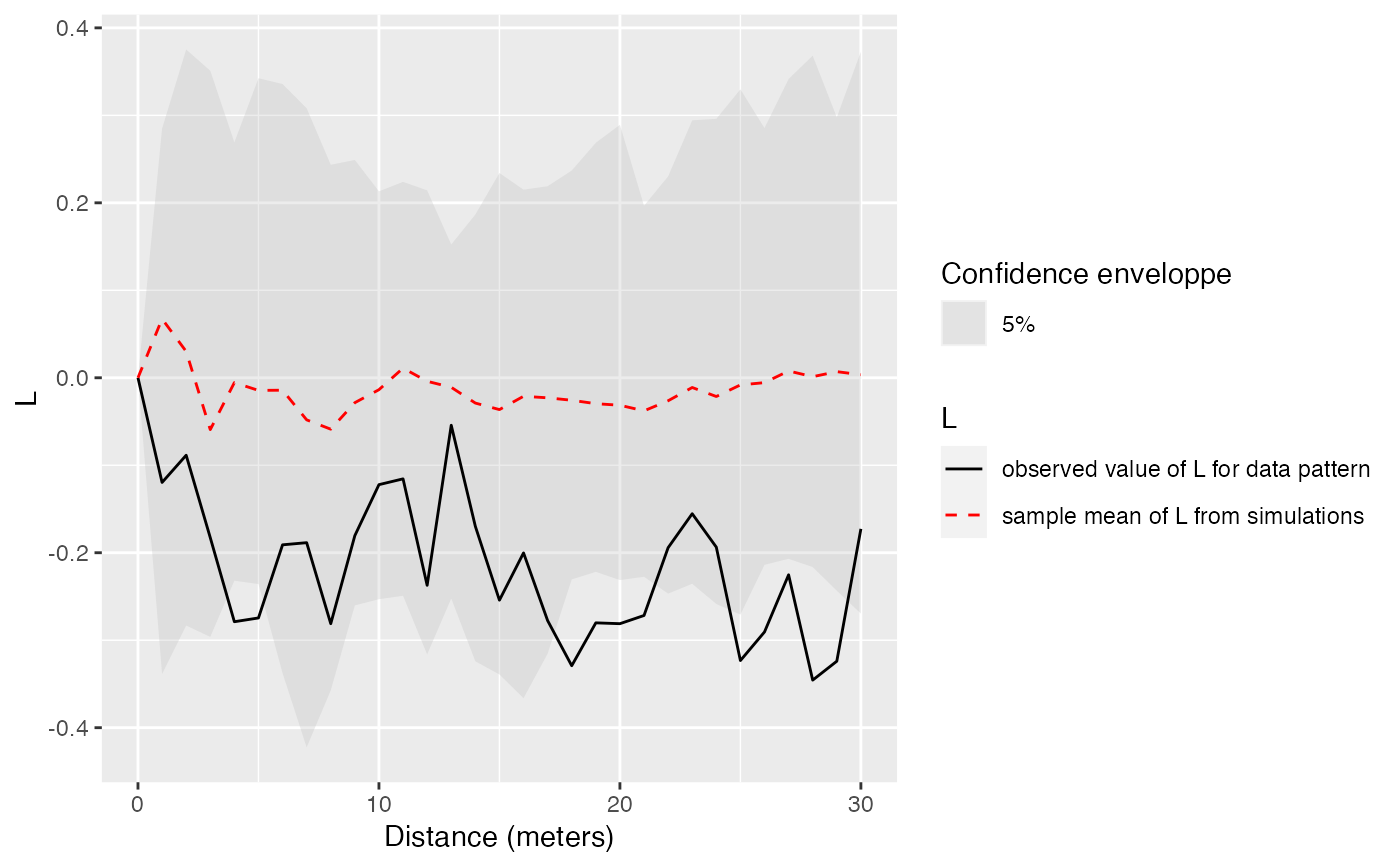 0.4
0.2
0.0
-0.2
-0.4
L
0
10
20
30
Distance (meters)
Confidence enveloppe
5%
L
observed value of L for data pattern
sample mean of L from simulations